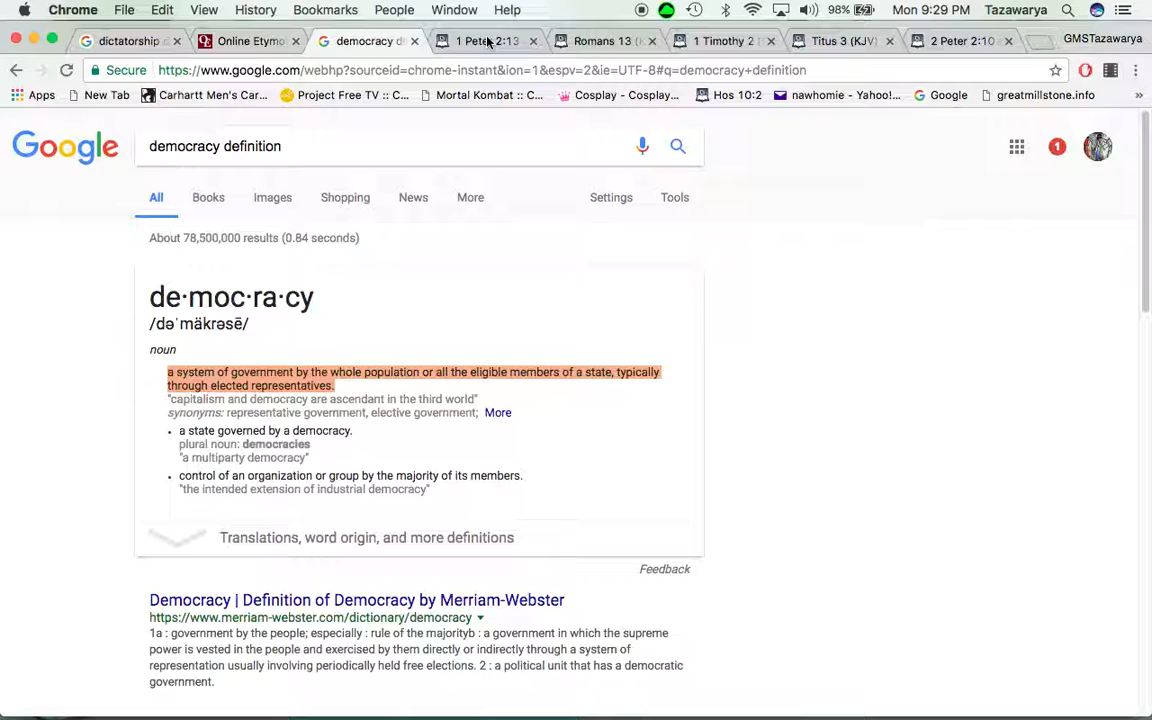 Chrome File Edit View History Bookmarks People Window Help 98% Mon 9:29 PM Tazawarya
dictatorship d Online Etymo democracy d 1 Peter 2:13 Romans 13 (K 1 Timothy 2 ( Titus 3 (KJV) 2 Peter 2:10 GMSTazawarya
Secure https://www.google.com/webhp?sourceid=chrome-instant&ion=1&espv=2&ie=UTF-8#q=democracy+definition
Apps New Tab Carhartt Men's Car... Project Free TV :: C... Mortal Kombat :: C... Cosplay - Cosplay... Hos 10:2 nawhomie - Yahoo!... Google greatmillstone.info »
Google democracy definition 1
All Books Images Shopping News More Settings Tools
About 78,500,000 results (0.84 seconds)
de·moc·ra·cy
/dəˈmäkrəsē/
noun
a system of government by the whole population or all the eligible members of a state, typically
through elected representatives.
"capitalism and democracy are ascendant in the third world"
synonyms: representative government, elective government; More
• a state governed by a democracy.
plural noun: democracies
"a multiparty democracy"
• control of an organization or group by the majority of its members.
"the intended extension of industrial democracy"
Translations, word origin, and more definitions
Feedback
Democracy | Definition of Democracy by Merriam-Webster
https://www.merriam-webster.com/dictionary/democracy
1a : government by the people; especially : rule of the majorityb : a government in which the supreme
power is vested in the people and exercised by them directly or indirectly through a system of
representation usually involving periodically held free elections. 2 : a political unit that has a democratic
government.